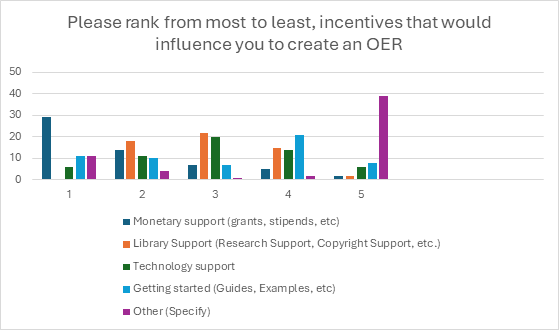 Please rank from most to least, incentives that would
influence you to create an OER
50
40
30
20
10
0
1 2 3 4 5
Monetary support (grants, stipends, etc)
Library Support (Research Support, Copyright Support, etc.)
Technology support
Getting started (Guides, Examples, etc)
Other (Specify)